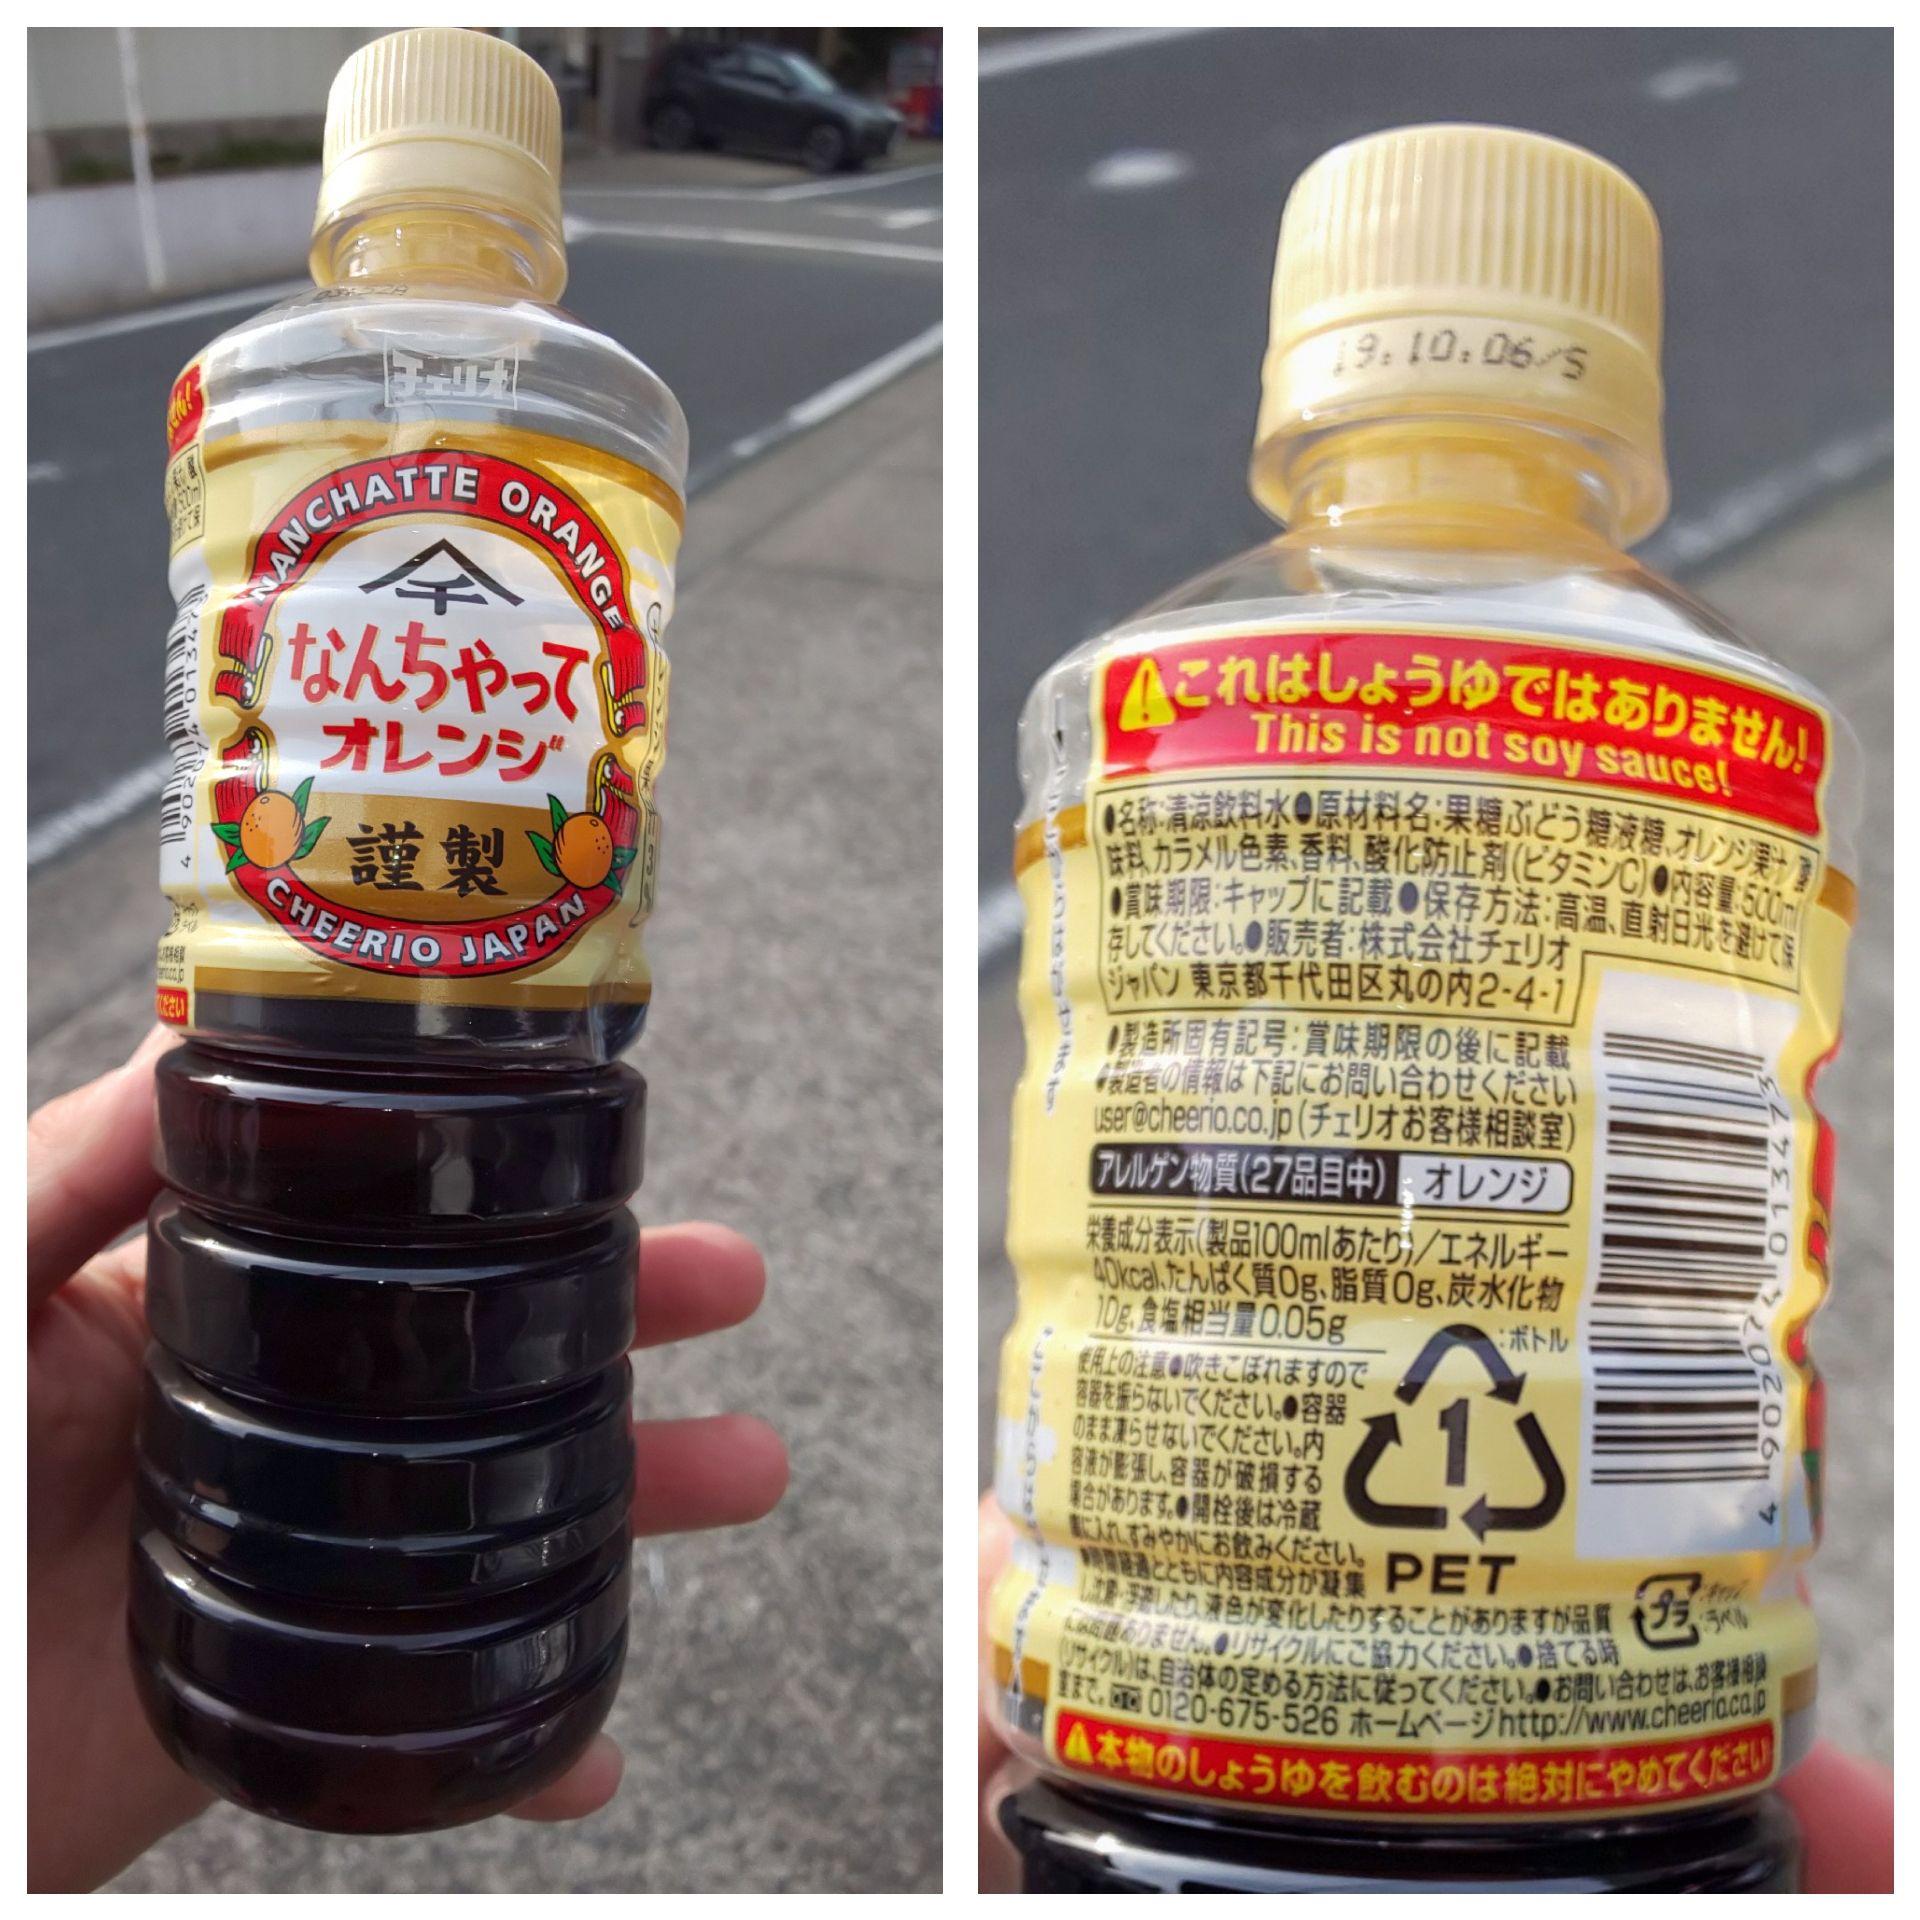 チェリオ
NANCHATTE ORANGE
チ
なんちゃって
オレンジ
謹製
CHEERIO JAPAN
19.10.06/S
これはしょうゆではありません!
This is not soy sauce!
●名称:清涼飲料水●原材料名:果糖ぶどう糖液糖、オレンジ果汁
味料、カラメル色素、香料、酸化防止剤(ビタミンC)●内容量:500ml
●賞味期限:キャップに記載●保存方法:高温、直射日光を避けて保
存してください。●販売者:株式会社チェリオ
ジャパン 東京都千代田区丸の内2-4-1
●製造所固有記号:賞味期限の後に記載
●製造者の情報は下記にお問い合わせください
user@cheerio.co.jp(チェリオお客様相談室)
アレルゲン物質(27品目中) オレンジ
栄養成分表示(製品100mlあたり)/エネルギー
40kcal、たんぱく質0g、脂質0g、炭水化物
10g、食塩相当量0.05g
:ボトル
使用上の注意●吹きこぼれますので
容器を振らないでください。●容器
のまま凍らせないでください。内
容液が膨張し、容器が破損する
場合があります。●開栓後は冷蔵
庫に入れ、すみやかにお飲みください。
●時間経過とともに内容成分が凝集
し沈殿・浮遊したり、液色が変化したりすることがありますが品質
には問題ありません。●リサイクルにご協力ください。●捨てる時
(リサイクル)は、自治体の定める方法に従ってください。●お問い合わせは、お客様相談
室まで。 0120-675-526 ホームページhttp://www.cheerio.co.jp
1
PET
プラ
:キャップ
:ラベル
4902074013473
本物のしょうゆを飲むのは絶対にやめてください